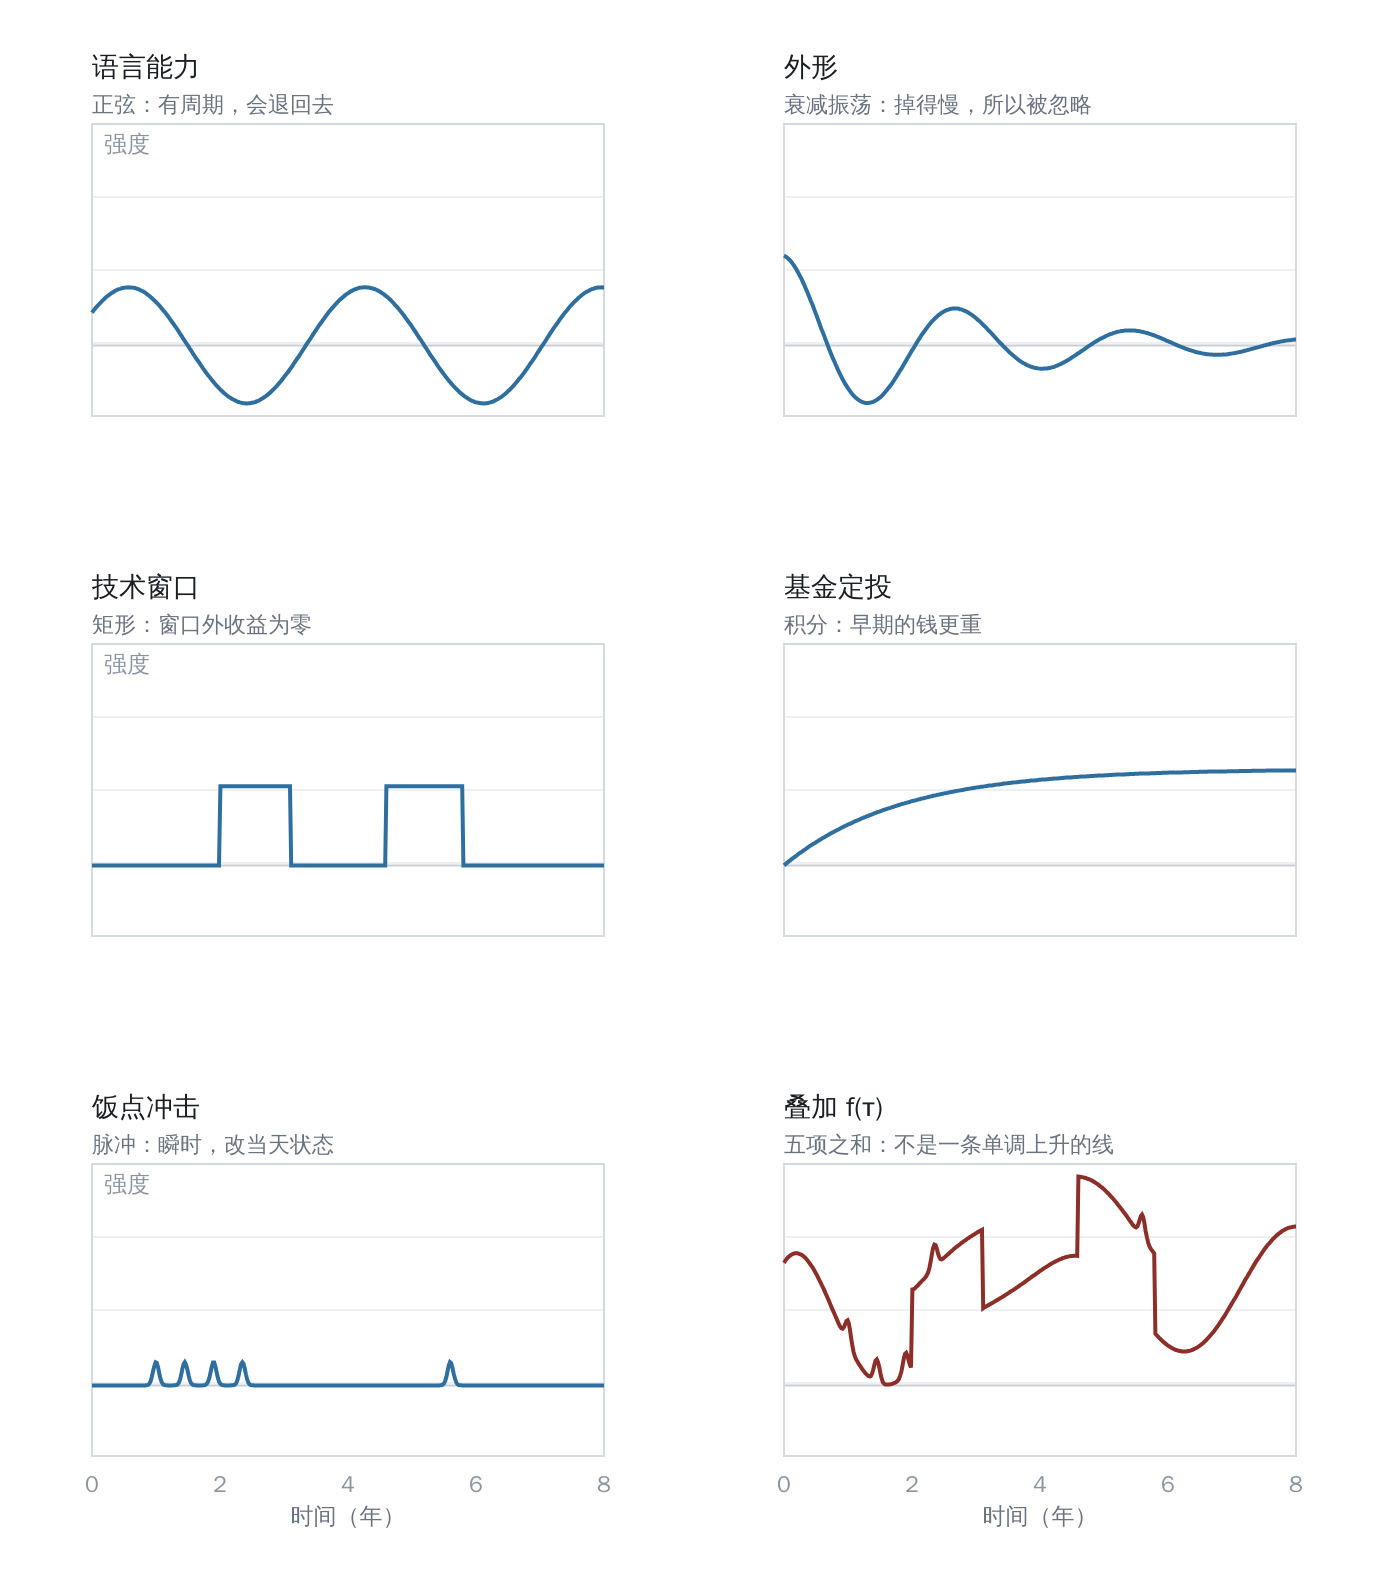 语言能力
正弦：有周期，会退回去
强度
外形
衰减振荡：掉得慢，所以被忽略
技术窗口
矩形：窗口外收益为零
强度
基金定投
积分：早期的钱更重
饭点冲击
脉冲：瞬时，改当天状态
强度
0 2 4 6 8
时间（年）
叠加 f(τ)
五项之和：不是一条单调上升的线
0 2 4 6 8
时间（年）